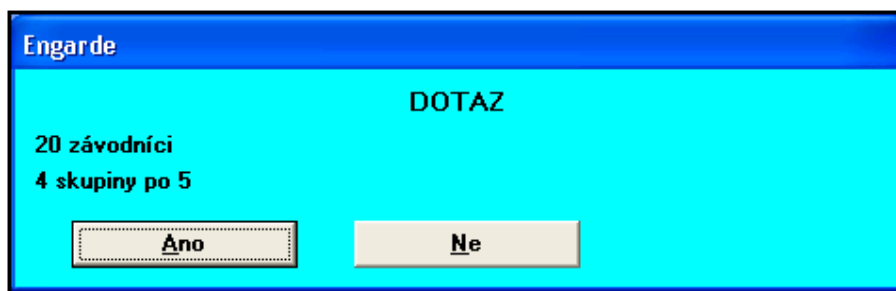 Engarde
DOTAZ
20 závodníci
4 skupiny po 5
Ano
Ne